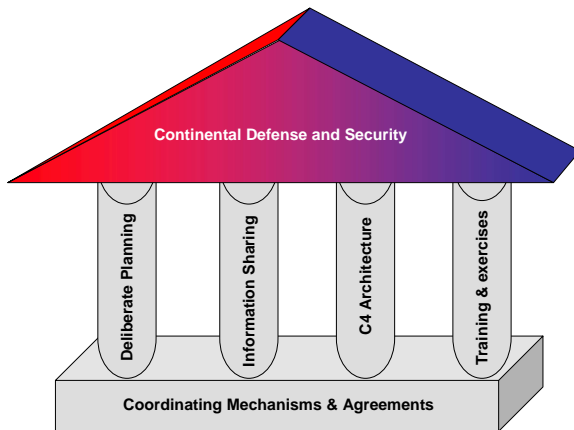 Continental Defense and Security
Deliberate Planning
Information Sharing
C4 Architecture
Training & exercises
Coordinating Mechanisms & Agreements